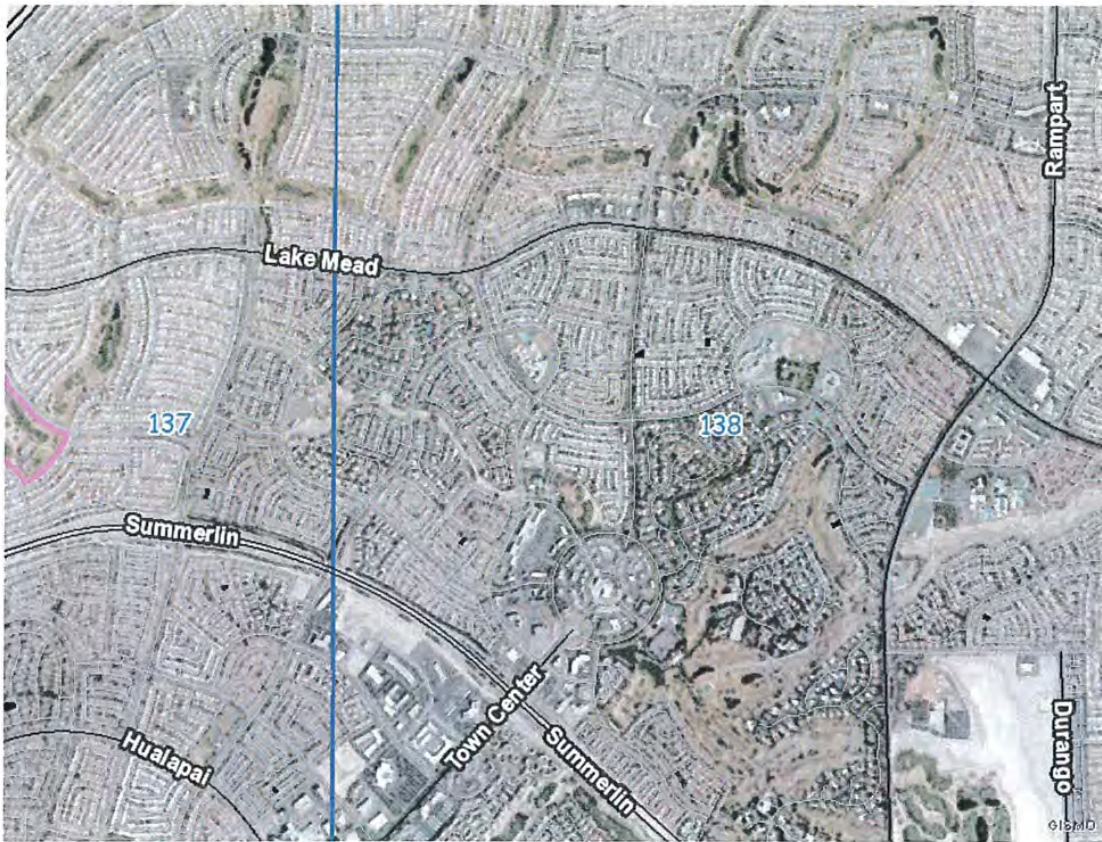 Rampart
Lake Mead
137
138
Summerlin
Town Center
Summerlin
Hualapai
Durango
GISMO